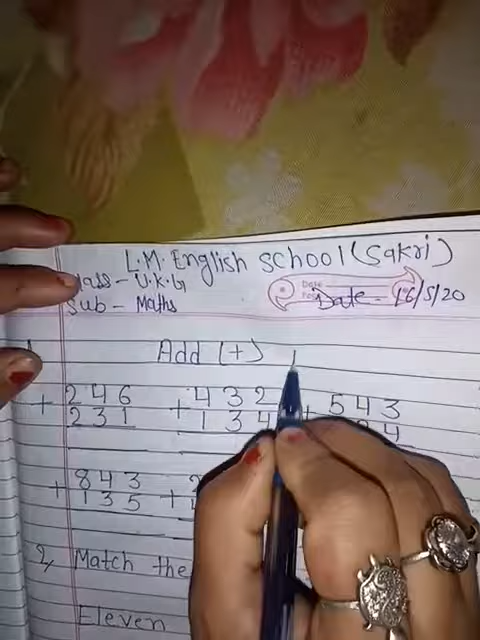 L.M. English school (Sakri)
class - U.K.G
Sub - Maths
Date - 16/5/20
Add (+)
246 432 543
+ 231 + 134 +
843
+ 135 +
2, Match the
Eleven